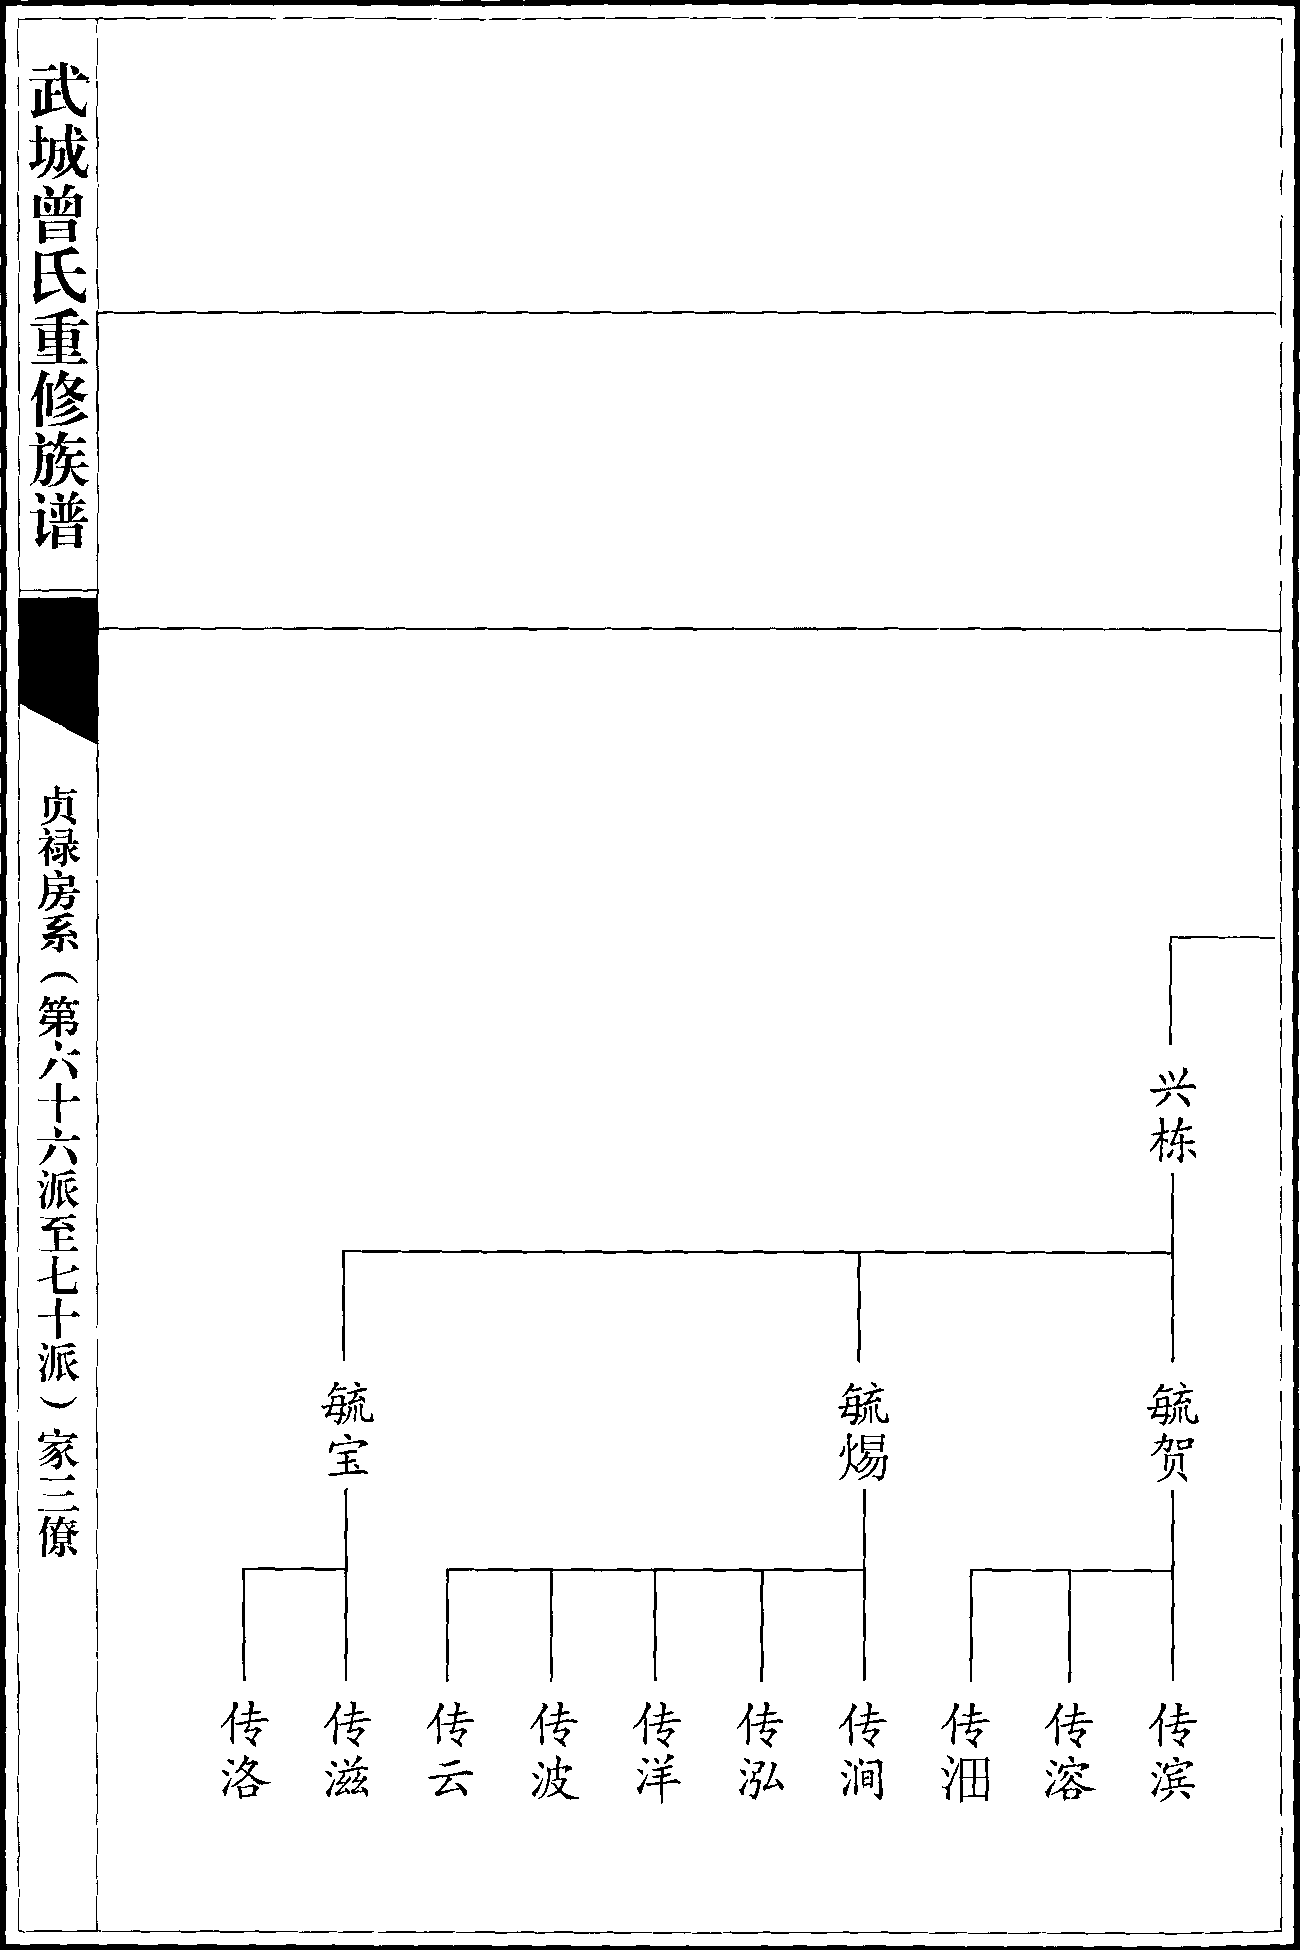 武城曾氏重修族谱
贞禄房系（第六十六派至七十派）家三僚
兴栋
毓贺
毓惕
毓宝
传滨
传溶
传沺
传涧
传泓
传洋
传波
传云
传滋
传洛